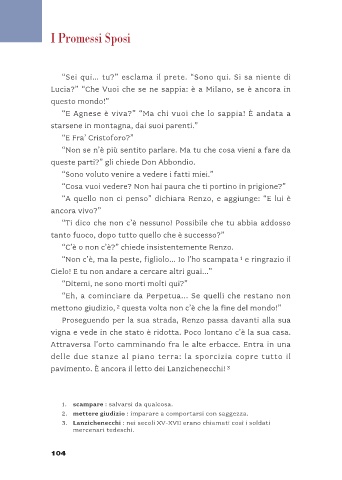 I Promessi Sposi
“Sei qui... tu?” esclama il prete. “Sono qui. Si sa niente di
Lucia?” “Che Vuoi che se ne sappia: è a Milano, se è ancora in
questo mondo!”
“E Agnese è viva?” “Ma chi vuoi che lo sappia! È andata a
starsene in montagna, dai suoi parenti.”
“E Fra’ Cristoforo?”
“Non se n’è più sentito parlare. Ma tu che cosa vieni a fare da
queste parti?” gli chiede Don Abbondio.
“Sono voluto venire a vedere i fatti miei.”
“Cosa vuoi vedere? Non hai paura che ti portino in prigione?”
“A quello non ci penso” dichiara Renzo, e aggiunge: “E lui è
ancora vivo?”
“Ti dico che non c’è nessuno! Possibile che tu abbia addosso
tanto fuoco, dopo tutto quello che è successo?”
“C’è o non c’è?” chiede insistentemente Renzo.
“Non c’è, ma la peste, figliolo... Io l’ho scampata 1 e ringrazio il
Cielo! E tu non andare a cercare altri guai...”
“Ditemi, ne sono morti molti qui?”
“Eh, a cominciare da Perpetua... Se quelli che restano non
mettono giudizio, 2 questa volta non c’è che la fine del mondo!”
Proseguendo per la sua strada, Renzo passa davanti alla sua
vigna e vede in che stato è ridotta. Poco lontano c’è la sua casa.
Attraversa l’orto camminando fra le alte erbacce. Entra in una
delle due stanze al piano terra: la sporcizia copre tutto il
pavimento. È ancora il letto dei Lanzichenecchi! 3
1. scampare : salvarsi da qualcosa.
2. mettere giudizio : imparare a comportarsi con saggezza.
3. Lanzichenecchi : nei secoli XV-XVII erano chiamati così i soldati
mercenari tedeschi.
104